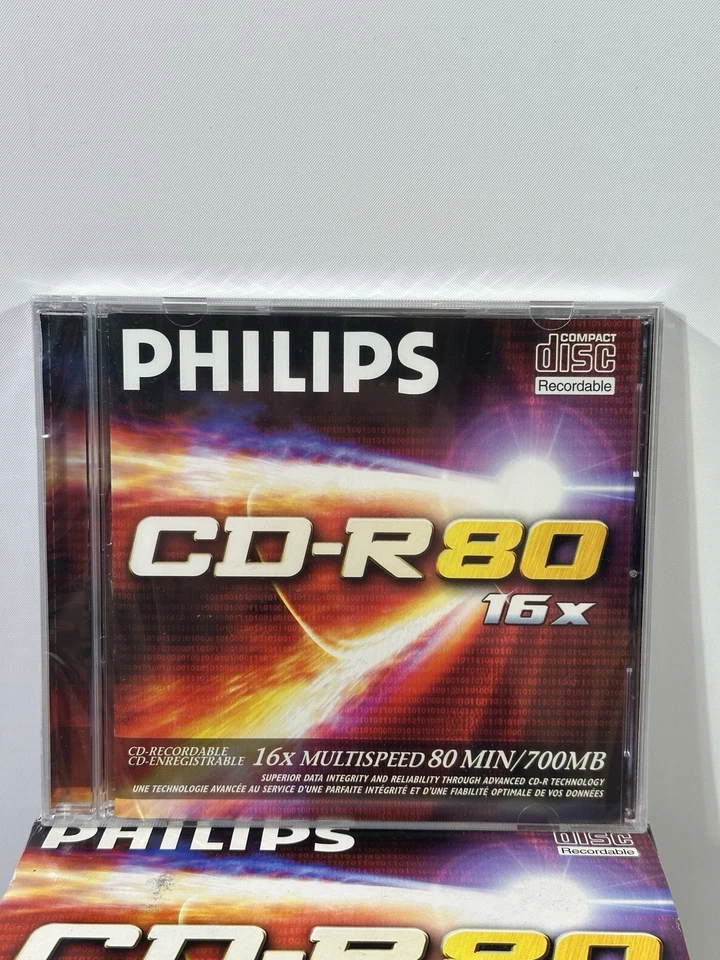 PHILIPS
COMPACT
disc
Recordable
CD-R80
16x
CD-RECORDABLE
CD-ENREGISTRABLE
16x MULTISPEED 80 MIN/700MB
SUPERIOR DATA INTEGRITY AND RELIABILITY THROUGH ADVANCED CD-R TECHNOLOGY
UNE TECHNOLOGIE AVANCÉE AU SERVICE D'UNE PARFAITE INTÉGRITÉ ET D'UNE FIABILITÉ OPTIMALE DE VOS DONNÉES
PHILIPS
disc
Recordable
CD-R80